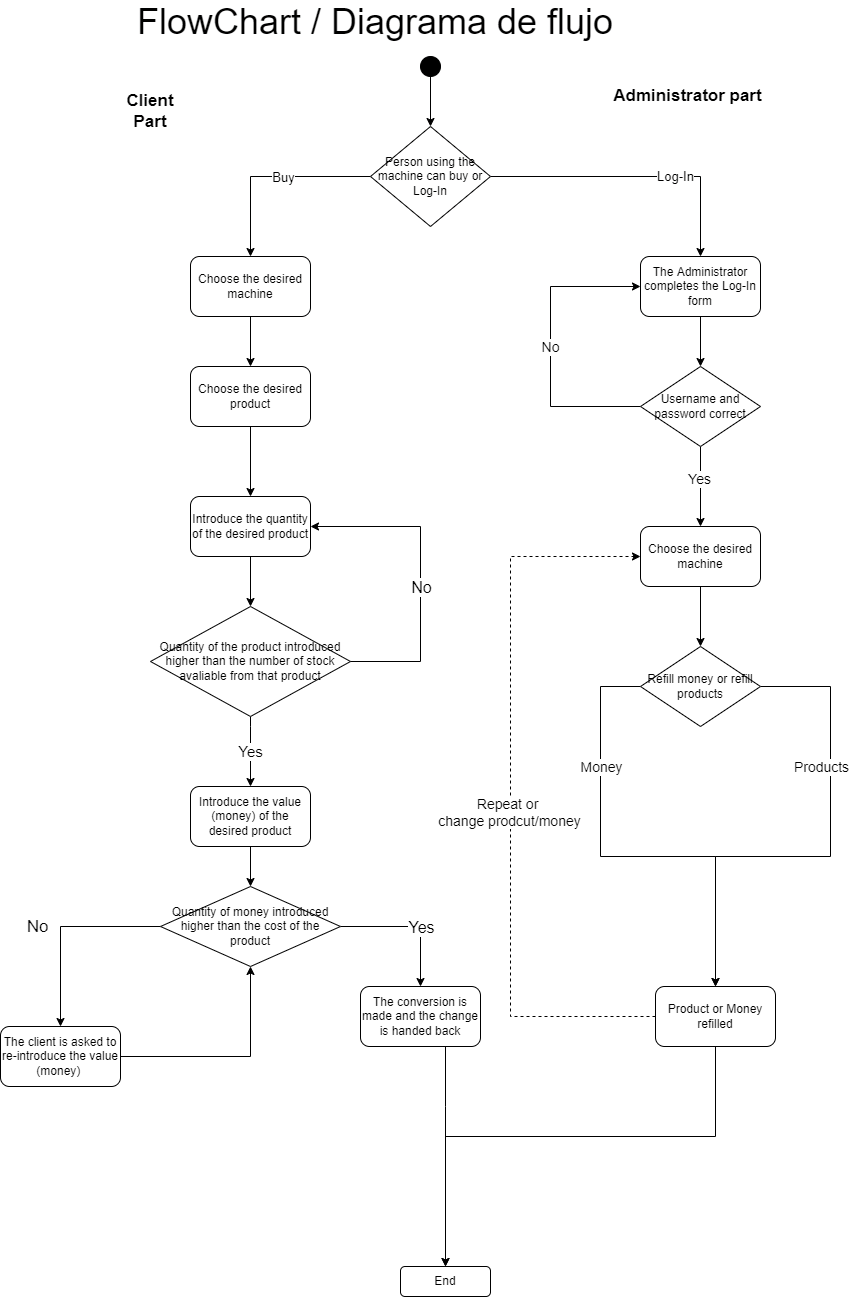 FlowChart / Diagrama de flujo
Client
Part
Administrator part
Person using the
machine can buy or
Log-In
Buy
Log-In
Choose the desired
machine
The Administrator
completes the Log-In
form
No
Choose the desired
product
Username and
password correct
Yes
Introduce the quantity
of the desired product
Choose the desired
machine
No
Quantity of the product introduced
higher than the number of stock
avaliable from that product
Refill money or refill
products
Yes
Money
Products
Introduce the value
(money) of the
desired product
Repeat or
change prodcut/money
Quantity of money introduced
higher than the cost of the
product
No
Yes
The conversion is
made and the change
is handed back
Product or Money
refilled
The client is asked to
re-introduce the value
(money)
End